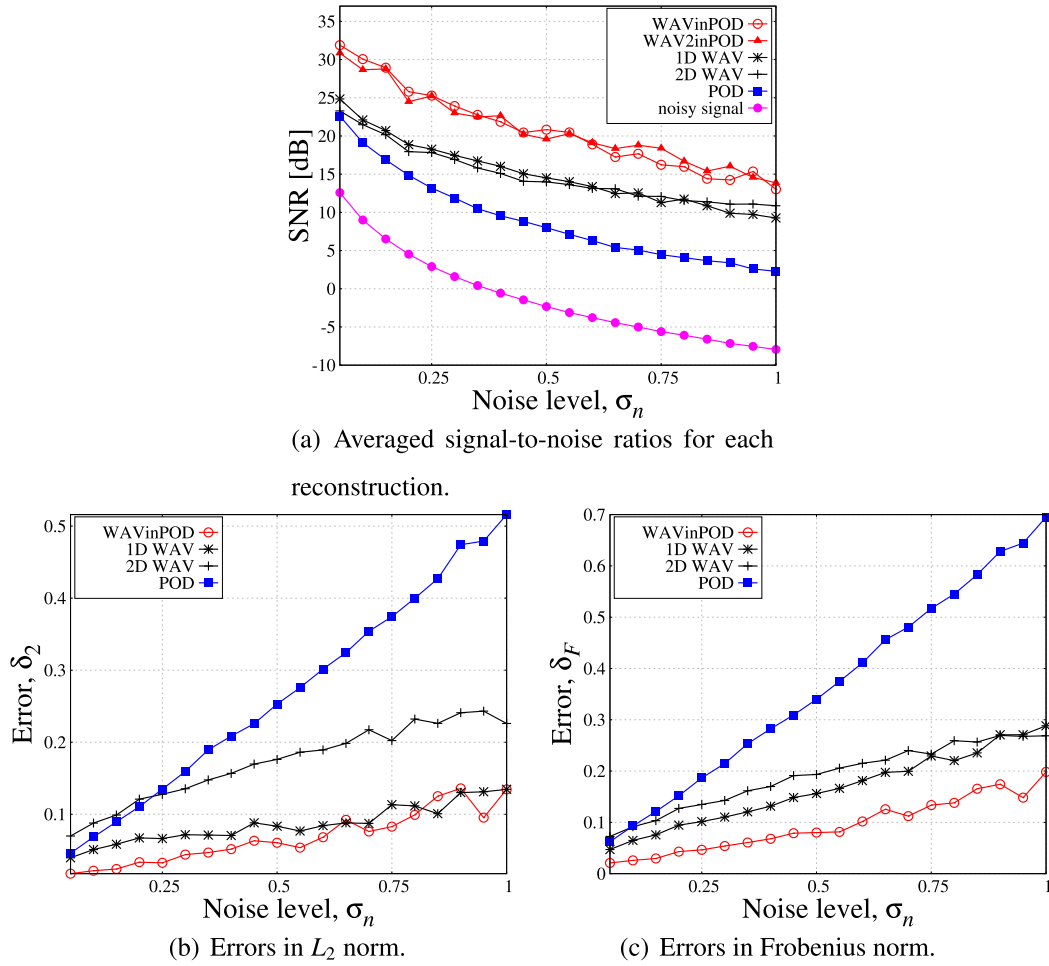 35
30
25
20
15
10
5
0
-5
-10
SNR [dB]
WAVinPOD
WAV2inPOD
1D WAV
2D WAV
POD
noisy signal
0.25 0.5 0.75 1
Noise level, σn
(a) Averaged signal-to-noise ratios for each
reconstruction.
0.5
0.4
0.3
0.2
0.1
Error, δ2
WAVinPOD
1D WAV
2D WAV
POD
0.25 0.5 0.75 1
Noise level, σn
(b) Errors in L2 norm.
0.7
0.6
0.5
0.4
0.3
0.2
0.1
0
Error, δF
WAVinPOD
1D WAV
2D WAV
POD
0.25 0.5 0.75 1
Noise level, σn
(c) Errors in Frobenius norm.